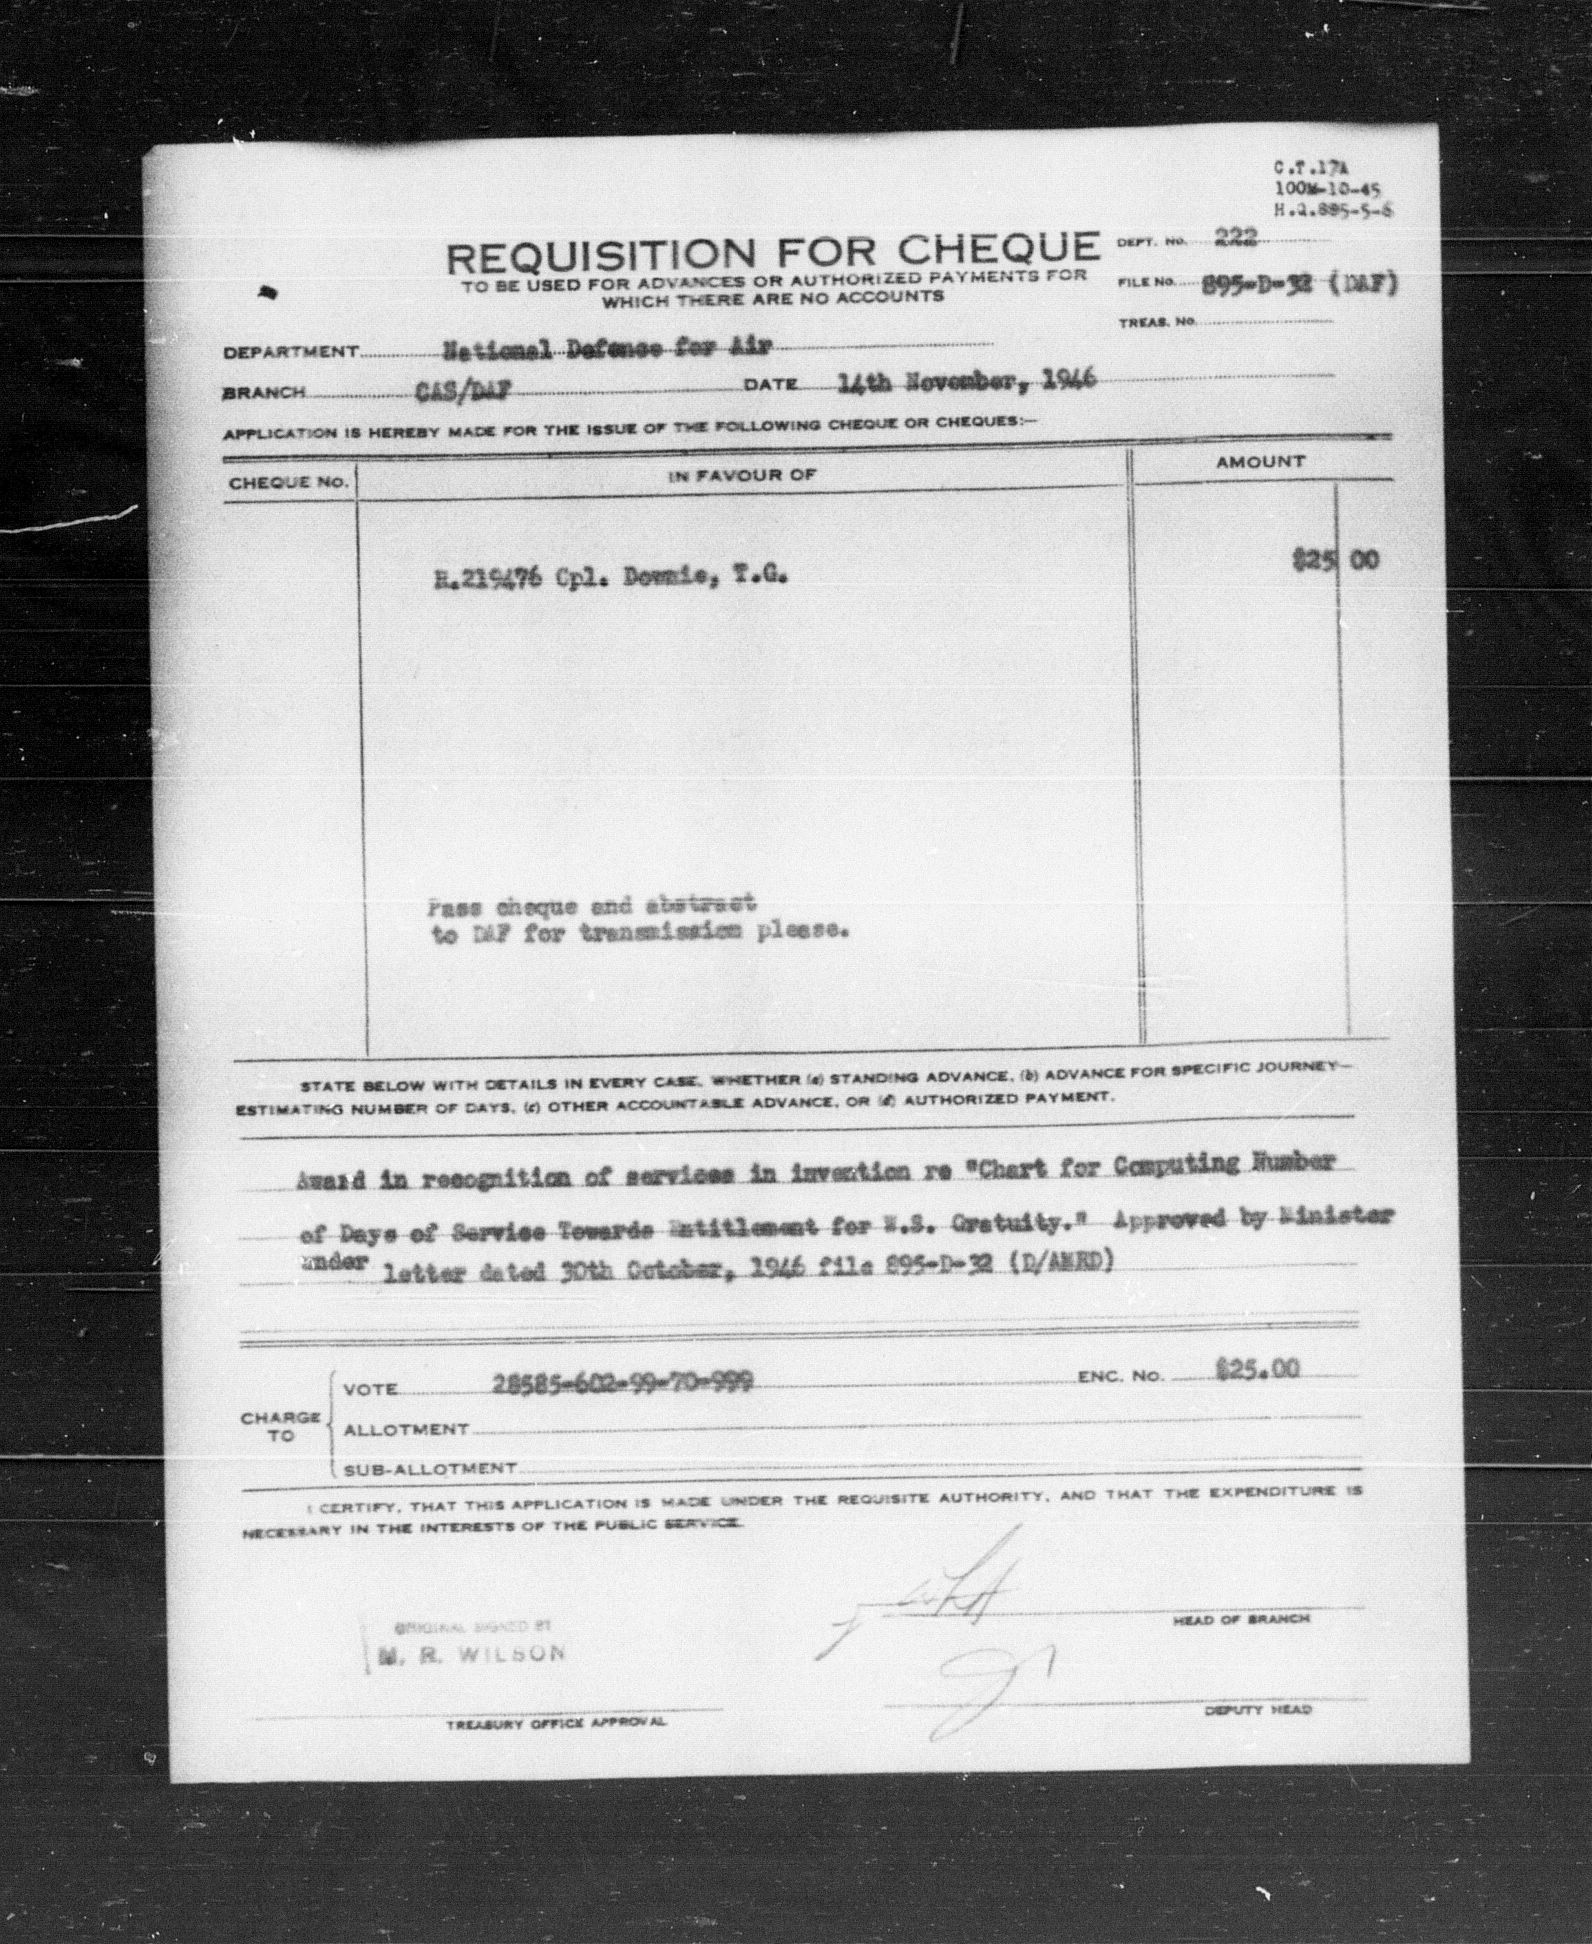 C.T.17A
100M-10-45
H.Q.885-5-6
REQUISITION FOR CHEQUE
TO BE USED FOR ADVANCES OR AUTHORIZED PAYMENTS FOR
WHICH THERE ARE NO ACCOUNTS
DEPT. NO. 222
FILE NO. 895-D-32 (DAF)
TREAS. NO.
DEPARTMENT National Defence for Air
BRANCH CAS/DAF DATE 14th November, 1946
APPLICATION IS HEREBY MADE FOR THE ISSUE OF THE FOLLOWING CHEQUE OR CHEQUES:—
CHEQUE NO. IN FAVOUR OF AMOUNT
R.219476 Cpl. Downie, T.G. $25 00
Pass cheque and abstract
to DAF for transmission please.
STATE BELOW WITH DETAILS IN EVERY CASE, WHETHER (a) STANDING ADVANCE, (b) ADVANCE FOR SPECIFIC JOURNEY—
ESTIMATING NUMBER OF DAYS, (c) OTHER ACCOUNTABLE ADVANCE, OR (d) AUTHORIZED PAYMENT.
Award in recognition of services in invention re "Chart for Computing Number
of Days of Service Towards Entitlement for W.S. Gratuity." Approved by Minister
under letter dated 30th October, 1946 file 895-D-32 (D/AMRD)
CHARGE TO
VOTE 28585-602-99-70-999 ENC. NO. $25.00
ALLOTMENT
SUB-ALLOTMENT
I CERTIFY, THAT THIS APPLICATION IS MADE UNDER THE REQUISITE AUTHORITY, AND THAT THE EXPENDITURE IS
NECESSARY IN THE INTERESTS OF THE PUBLIC SERVICE.
HEAD OF BRANCH
ORIGINAL SIGNED BY
M. R. WILSON
DEPUTY HEAD
TREASURY OFFICE APPROVAL